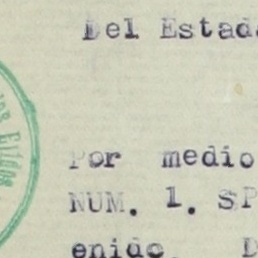 Del Estad
Por medio
NUM. 1. SP
enido. D